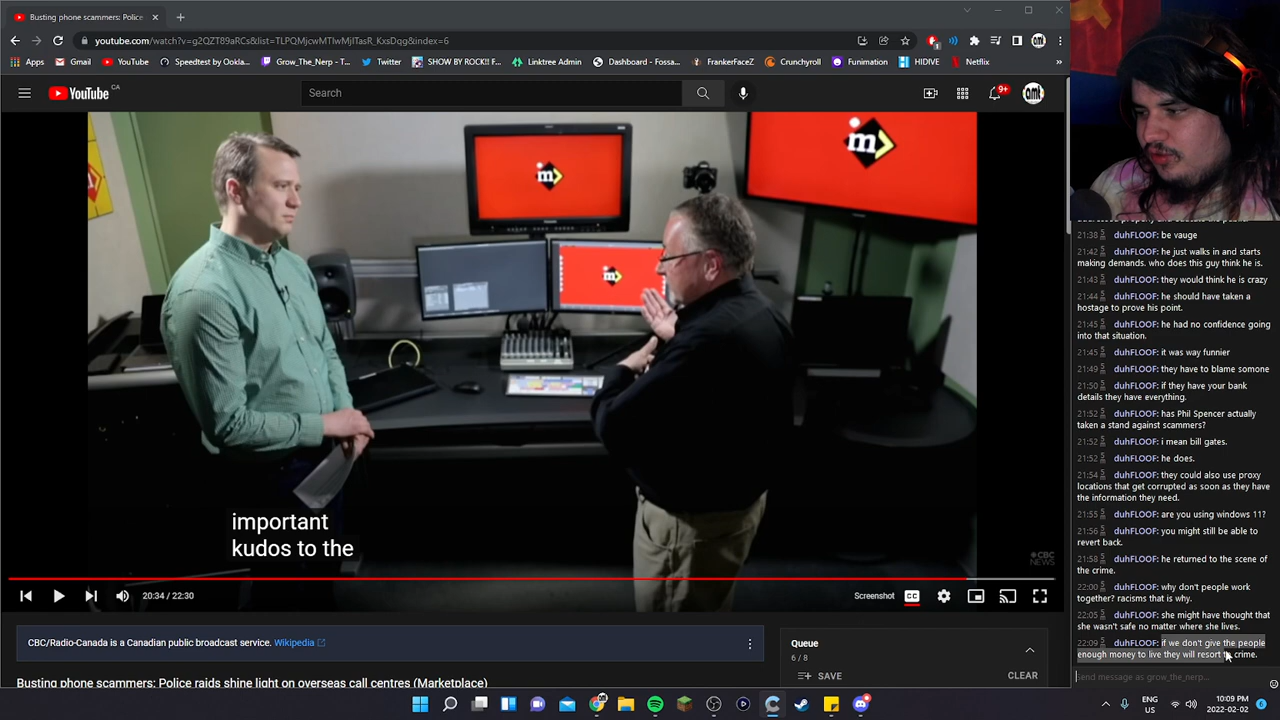 Busting phone scammers: Police
youtube.com/watch?v=g2QZT89aRCs&list=TLPQMjcwMTIwMjITasR_KxsDqg&index=6
Apps
Gmail
YouTube
Speedtest by Ookla...
Grow_The_Nerp - T...
Twitter
SHOW BY ROCK!! F...
Linktree Admin
Dashboard - Fossa...
FrankerFaceZ
Crunchyroll
Funimation
HIDIVE
Netflix
»
YouTube CA
Search
9+
amt
m>
m>
m>
m>
important
kudos to the
CBC
NEWS
20:34 / 22:30
Screenshot
CC
CBC/Radio-Canada is a Canadian public broadcast service. Wikipedia
Queue
6 / 8
SAVE
CLEAR
Busting phone scammers: Police raids shine light on overseas call centres (Marketplace)
21:38 duhFLOOF: be vauge
21:42 duhFLOOF: he just walks in and starts
making demands. who does this guy think he is.
21:43 duhFLOOF: they would think he is crazy
21:44 duhFLOOF: he should have taken a
hostage to prove his point.
21:45 duhFLOOF: he had no confidence going
into that situation.
21:45 duhFLOOF: it was way funnier
21:49 duhFLOOF: they have to blame somone
21:50 duhFLOOF: if they have your bank
details they have everything.
21:52 duhFLOOF: has Phil Spencer actually
taken a stand against scammers?
21:52 duhFLOOF: i mean bill gates.
21:52 duhFLOOF: he does.
21:54 duhFLOOF: they could also use proxy
locations that get corrupted as soon as they have
the information they need.
21:55 duhFLOOF: are you using windows 11?
21:56 duhFLOOF: you might still be able to
revert back.
21:58 duhFLOOF: he returned to the scene of
the crime.
22:00 duhFLOOF: why don't people work
together? racisms that is why.
22:05 duhFLOOF: she might have thought that
she wasn't safe no matter where she lives.
22:09 duhFLOOF: if we don't give the people
enough money to live they will resort to crime.
Send message as grow_the_nerp...
ENG
US
10:09 PM
2022-02-02
6